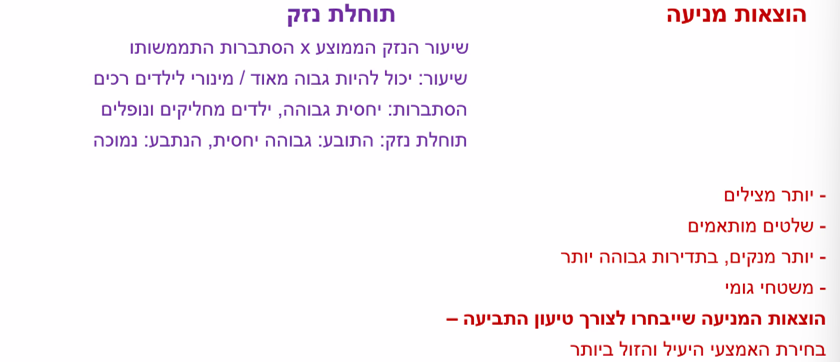 הוצאות מניעה
תוחלת נזק
שיעור הנזק הממוצע x הסתברות התממשותו
שיעור: יכול להיות גבוה מאוד / מינורי לילדים רכים
הסתברות: יחסית גבוהה, ילדים מחליקים ונופלים
תוחלת נזק: התובע: גבוהה יחסית, הנתבע: נמוכה
- יותר מצילים
- שלטים מותאמים
- יותר מנקים, בתדירות גבוהה יותר
- משטחי גומי
הוצאות המניעה שייבחרו לצורך טיעון התביעה –
בחירת האמצעי היעיל והזול ביותר